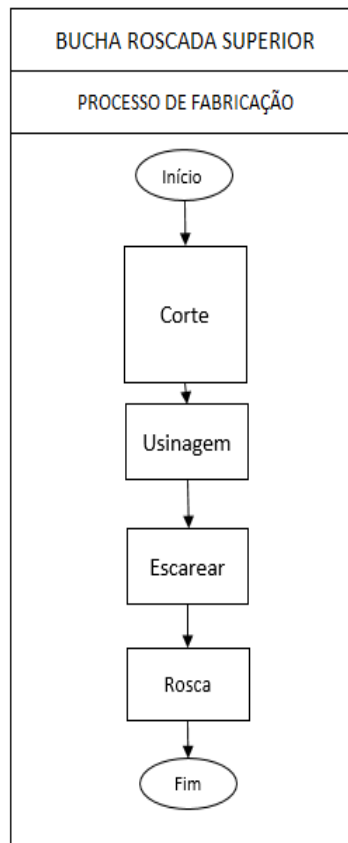 BUCHA ROSCADA SUPERIOR
PROCESSO DE FABRICAÇÃO
Início
Corte
Usinagem
Escarear
Rosca
Fim